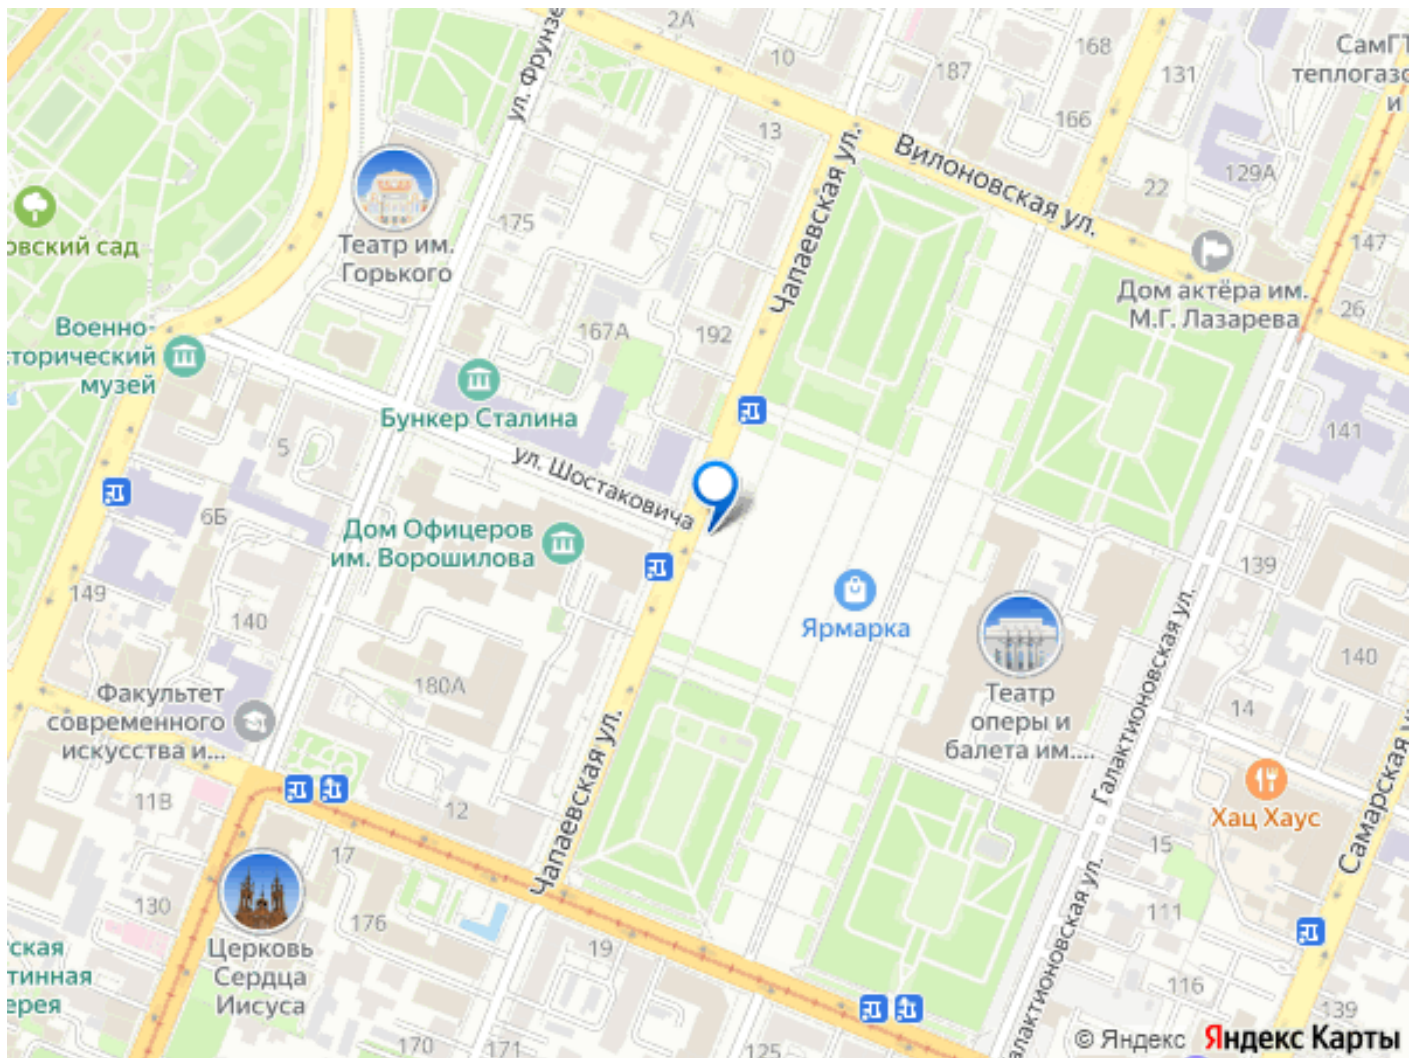 2А
ул. Фрунзе
10
168
187
131
СамГТ
теплогазо
и
13
166
Вилоновская ул.
Чапаевская ул.
129А
22
175
Театр им.
Горького
овский сад
147
Дом актёра им.
М.Г. Лазарева
26
Военно-
сторический
музей
167А
192
Бункер Сталина
5
ул. Шостаковича
141
6Б
Дом Офицеров
им. Ворошилова
139
149
140
Ярмарка
Галактионовская ул.
140
180А
Факультет
современного
искусства и...
Театр
оперы и
балета им....
14
Чапаевская ул.
11В
12
Хац Хаус
Самарская ул.
17
15
130
176
111
19
Церковь
Сердца
Иисуса
ская
тинная
ерея
Галактионовская ул.
116
139
170
171
125
© Яндекс Яндекс Карты